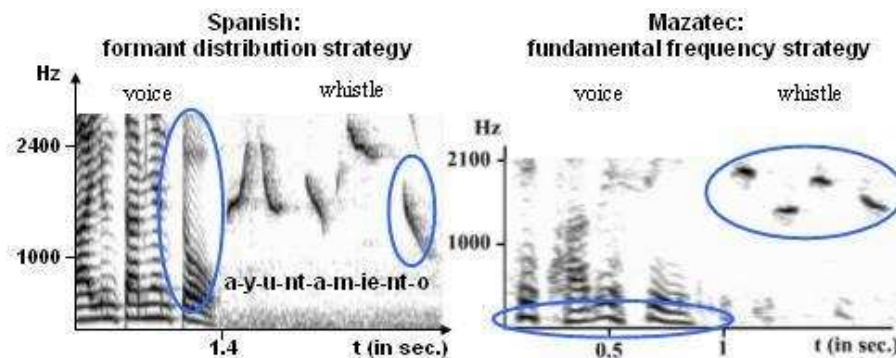 Spanish:
formant distribution strategy
Hz
voice
whistle
2400
1000
a-y-u-nt-a-m-ie-nt-o
1.4
t (in sec.)
Mazatec:
fundamental frequency strategy
voice
whistle
Hz
2100
1000
0.5
1
t (in sec.)